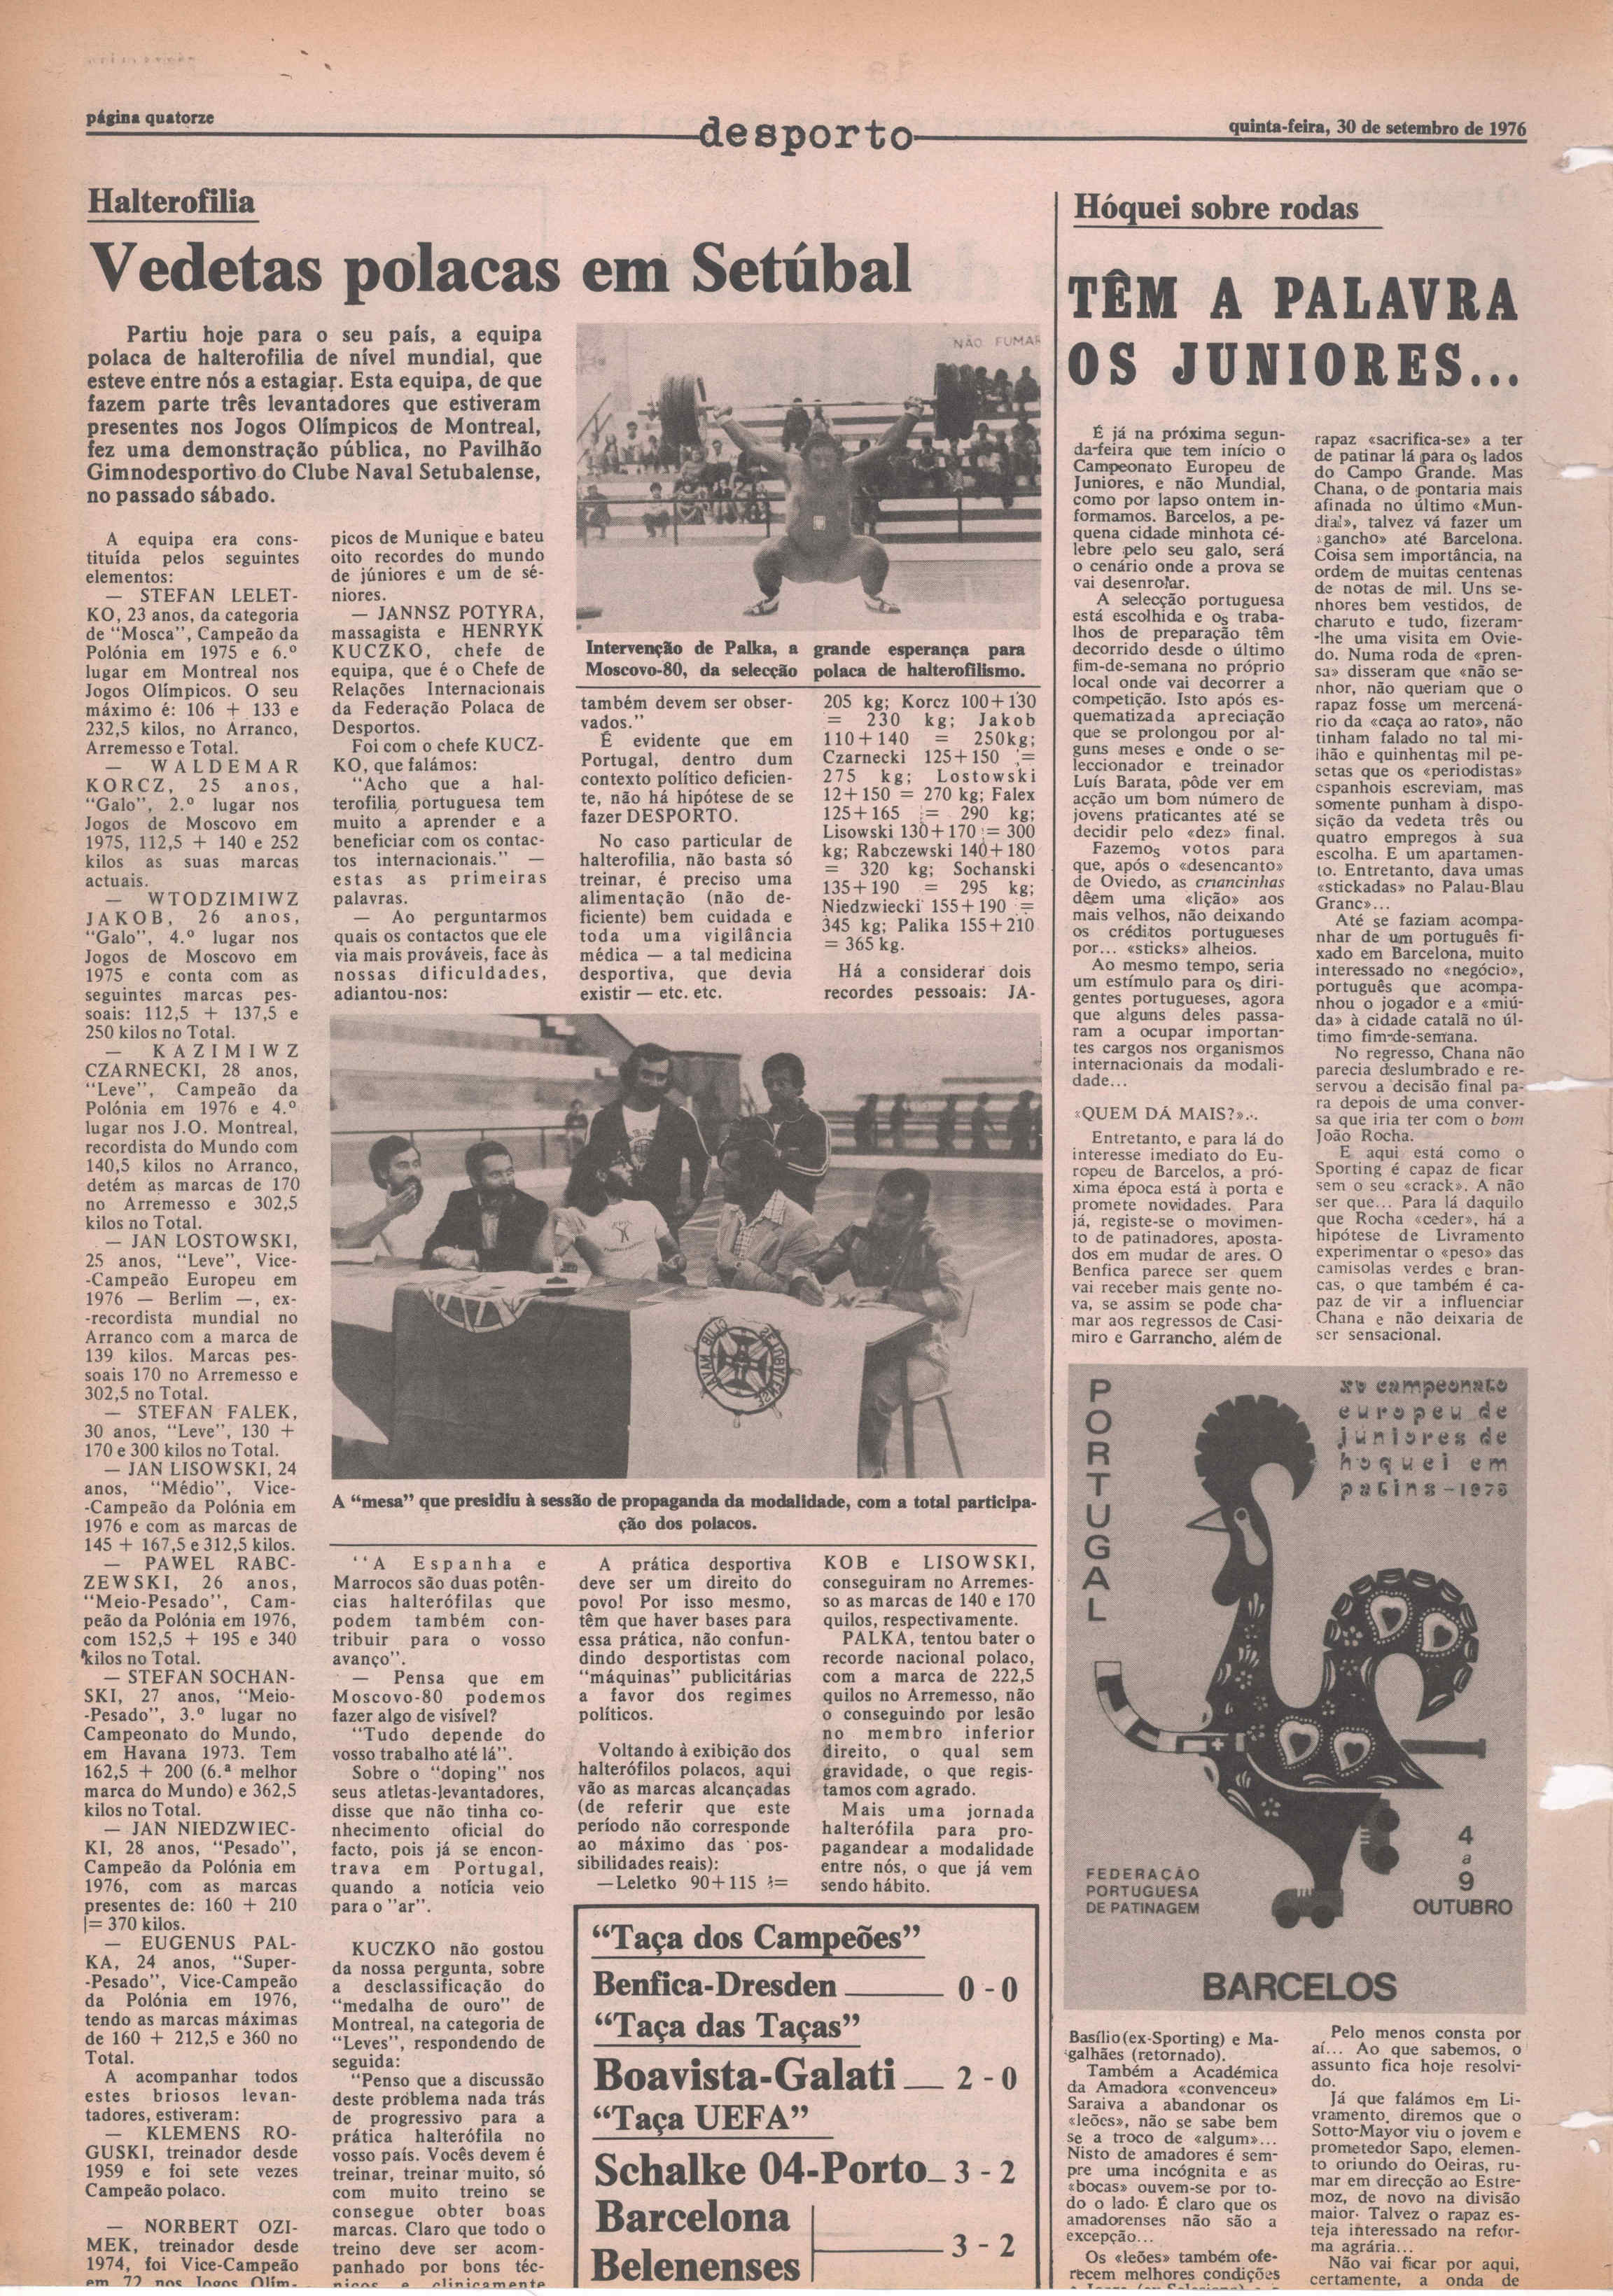 página quatorze
desporto
quinta-feira, 30 de setembro de 1976
Halterofilia
Vedetas polacas em Setúbal
Partiu hoje para o seu país, a equipa
polaca de halterofilia de nível mundial, que
esteve entre nós a estagiar. Esta equipa, de que
fazem parte três levantadores que estiveram
presentes nos Jogos Olímpicos de Montreal,
fez uma demonstração pública, no Pavilhão
Gimnodesportivo do Clube Naval Setubalense,
no passado sábado.
A equipa era cons-
tituída pelos seguintes
elementos:
— STEFAN LELET-
KO, 23 anos, da categoria
de “Mosca”, Campeão da
Polónia em 1975 e 6.º
lugar em Montreal nos
Jogos Olímpicos. O seu
máximo é: 106 + 133 e
232,5 kilos, no Arranco,
Arremesso e Total.
— WALDEMAR
KORCZ, 25 anos,
“Galo”, 2.º lugar nos
Jogos de Moscovo em
1975, 112,5 + 140 e 252
kilos as suas marcas
actuais.
— WTODZIMIWZ
JAKOB, 26 anos,
“Galo”, 4.º lugar nos
Jogos de Moscovo em
1975 e conta com as
seguintes marcas pes-
soais: 112,5 + 137,5 e
250 kilos no Total.
— KAZIMIWZ
CZARNECKI, 28 anos,
“Leve”, Campeão da
Polónia em 1976 e 4.º
lugar nos J.O. Montreal,
recordista do Mundo com
140,5 kilos no Arranco,
detém as marcas de 170
no Arremesso e 302,5
kilos no Total.
— JAN LOSTOWSKI,
25 anos, “Leve”, Vice-
-Campeão Europeu em
1976 — Berlim —, ex-
-recordista mundial no
Arranco com a marca de
139 kilos. Marcas pes-
soais 170 no Arremesso e
302,5 no Total.
— STEFAN FALEK,
30 anos, “Leve”, 130 +
170 e 300 kilos no Total.
— JAN LISOWSKI, 24
anos, “Médio”, Vice-
-Campeão da Polónia em
1976 e com as marcas de
145 + 167,5 e 312,5 kilos.
— PAWEL RABC-
ZEWSKI, 26 anos,
“Meio-Pesado”, Cam-
peão da Polónia em 1976,
com 152,5 + 195 e 340
kilos no Total.
— STEFAN SOCHAN-
SKI, 27 anos, “Meio-
-Pesado”, 3.º lugar no
Campeonato do Mundo,
em Havana 1973. Tem
162,5 + 200 (6.ª melhor
marca do Mundo) e 362,5
kilos no Total.
— JAN NIEDZWIEC-
KI, 28 anos, “Pesado”,
Campeão da Polónia em
1976, com as marcas
presentes de: 160 + 210
= 370 kilos.
— EUGENUS PAL-
KA, 24 anos, “Super-
-Pesado”, Vice-Campeão
da Polónia em 1976,
tendo as marcas máximas
de 160 + 212,5 e 360 no
Total.
A acompanhar todos
estes briosos levan-
tadores, estiveram:
— KLEMENS RO-
GUSKI, treinador desde
1959 e foi sete vezes
Campeão polaco.
— NORBERT OZI-
MEK, treinador desde
1974, foi Vice-Campeão
em 72 nos Jogos Olím-
picos de Munique e bateu
oito recordes do mundo
de júniores e um de sé-
niores.
— JANNSZ POTYRA,
massagista e HENRYK
KUCZKO, chefe de
equipa, que é o Chefe de
Relações Internacionais
da Federação Polaca de
Desportos.
Foi com o chefe KUCZ-
KO, que falámos:
“Acho que a hal-
terofilia portuguesa tem
muito a aprender e a
beneficiar com os contac-
tos internacionais.” —
estas as primeiras
palavras.
— Ao perguntarmos
quais os contactos que ele
via mais prováveis, face às
nossas dificuldades,
adiantou-nos:
“A Espanha e
Marrocos são duas potên-
cias halterófilas que
podem também con-
tribuir para o vosso
avanço”.
— Pensa que em
Moscovo-80 podemos
fazer algo de visível?
“Tudo depende do
vosso trabalho até lá”.
Sobre o “doping” nos
seus atletas-levantadores,
disse que não tinha co-
nhecimento oficial do
facto, pois já se encon-
trava em Portugal,
quando a notícia veio
para o “ar”.
KUCZKO não gostou
da nossa pergunta, sobre
a desclassificação do
“medalha de ouro” de
Montreal, na categoria de
“Leves”, respondendo de
seguida:
“Penso que a discussão
deste problema nada trás
de progressivo para a
prática halterófila no
vosso país. Vocês devem é
treinar, treinar muito, só
com muito treino se
consegue obter boas
marcas. Claro que todo o
treino deve ser acom-
panhado por bons téc-
nicos e clinicamente
NÃO FUMAR
Intervenção de Palka, a grande esperança para
Moscovo-80, da selecção polaca de halterofilismo.
também devem ser obser-
vados.”
É evidente que em
Portugal, dentro dum
contexto político deficien-
te, não há hipótese de se
fazer DESPORTO.
No caso particular de
halterofilia, não basta só
treinar, é preciso uma
alimentação (não de-
ficiente) bem cuidada e
toda uma vigilância
médica — a tal medicina
desportiva, que devia
existir — etc. etc.
A prática desportiva
deve ser um direito do
povo! Por isso mesmo,
têm que haver bases para
essa prática, não confun-
dindo desportistas com
“máquinas” publicitárias
a favor dos regimes
políticos.
Voltando à exibição dos
halterófilos polacos, aqui
vão as marcas alcançadas
(de referir que este
período não corresponde
ao máximo das pos-
sibilidades reais):
—Leletko 90+115 =
205 kg; Korcz 100+130
= 230 kg; Jakob
110+140 = 250kg;
Czarnecki 125+150 =
275 kg; Lostowski
12+150 = 270 kg; Falex
125+165 = 290 kg;
Lisowski 130+170 = 300
kg; Rabczewski 140+180
= 320 kg; Sochanski
135+190 = 295 kg;
Niedzwiecki 155+190 =
345 kg; Palika 155+210
= 365 kg.
Há a considerar dois
recordes pessoais: JA-
KOB e LISOWSKI,
conseguiram no Arremes-
so as marcas de 140 e 170
quilos, respectivamente.
PALKA, tentou bater o
recorde nacional polaco,
com a marca de 222,5
quilos no Arremesso, não
o conseguindo por lesão
no membro inferior
direito, o qual sem
gravidade, o que regis-
tamos com agrado.
Mais uma jornada
halterófila para pro-
pagandear a modalidade
entre nós, o que já vem
sendo hábito.
A “mesa” que presidiu à sessão de propaganda da modalidade, com a total participa-
ção dos polacos.
“Taça dos Campeões”
Benfica-Dresden 0 - 0
“Taça das Taças”
Boavista-Galati 2 - 0
“Taça UEFA”
Schalke 04-Porto 3 - 2
Barcelona
Belenenses 3 - 2
Hóquei sobre rodas
TÊM A PALAVRA
OS JUNIORES...
É já na próxima segun-
da-feira que tem início o
Campeonato Europeu de
Juniores, e não Mundial,
como por lapso ontem in-
formamos. Barcelos, a pe-
quena cidade minhota cé-
lebre pelo seu galo, será
o cenário onde a prova se
vai desenrolar.
A selecção portuguesa
está escolhida e os traba-
lhos de preparação têm
decorrido desde o último
fim-de-semana no próprio
local onde vai decorrer a
competição. Isto após es-
quematizada apreciação
que se prolongou por al-
guns meses e onde o se-
leccionador e treinador
Luís Barata, pôde ver em
acção um bom número de
jovens praticantes até se
decidir pelo «dez» final.
Fazemos votos para
que, após o «desencanto»
de Oviedo, as criancinhas
dêem uma «lição» aos
mais velhos, não deixando
os créditos portugueses
por... «sticks» alheios.
Ao mesmo tempo, seria
um estímulo para os diri-
gentes portugueses, agora
que alguns deles passa-
ram a ocupar importan-
tes cargos nos organismos
internacionais da modali-
dade...
«QUEM DÁ MAIS?»...
Entretanto, e para lá do
interesse imediato do Eu-
ropeu de Barcelos, a pró-
xima época está à porta e
promete novidades. Para
já, registe-se o movimen-
to de patinadores, aposta-
dos em mudar de ares. O
Benfica parece ser quem
vai receber mais gente no-
va, se assim se pode cha-
mar aos regressos de Casi-
miro e Garrancho, além de
Basílio (ex-Sporting) e Ma-
galhães (retornado).
Também a Académica
da Amadora «convenceu»
Saraiva a abandonar os
«leões», não se sabe bem
se a troco de «algum»...
Nisto de amadores é sem-
pre uma incógnita e as
«bocas» ouvem-se por to-
do o lado. É claro que os
amadorenses não são a
excepção...
Os «leões» também ofe-
recem melhores condições
rapaz «sacrifica-se» a ter
de patinar lá para os lados
do Campo Grande. Mas
Chana, o de pontaria mais
afinada no último «Mun-
dial», talvez vá fazer um
«gancho» até Barcelona.
Coisa sem importância, na
ordem de muitas centenas
de notas de mil. Uns se-
nhores bem vestidos, de
charuto e tudo, fizeram-
-lhe uma visita em Ovie-
do. Numa roda de «pren-
sa» disseram que «não se-
nhor, não queriam que o
rapaz fosse um mercená-
rio da «caça ao rato», não
tinham falado no tal mi-
lhão e quinhentas mil pe-
setas que os «periodistas»
espanhois escreviam, mas
somente punham à dispo-
sição da vedeta três ou
quatro empregos à sua
escolha. E um apartamen-
to. Entretanto, dava umas
«stickadas» no Palau-Blau
Granc»...
Até se faziam acompa-
nhar de um português fi-
xado em Barcelona, muito
interessado no «negócio»,
português que acompa-
nhou o jogador e a «miú-
da» à cidade catalã no úl-
timo fim-de-semana.
No regresso, Chana não
parecia deslumbrado e re-
servou a decisão final pa-
ra depois de uma conver-
sa que iria ter com o bom
João Rocha.
E aqui está como o
Sporting é capaz de ficar
sem o seu «crack». A não
ser que... Para lá daquilo
que Rocha «ceder», há a
hipótese de Livramento
experimentar o «peso» das
camisolas verdes e bran-
cas, o que também é ca-
paz de vir a influenciar
Chana e não deixaria de
ser sensacional.
Pelo menos consta por
aí... Ao que sabemos, o
assunto fica hoje resolvi-
do.
Já que falámos em Li-
vramento, diremos que o
Sotto-Mayor viu o jovem e
prometedor Sapo, elemen-
to oriundo do Oeiras, ru-
mar em direcção ao Estre-
moz, de novo na divisão
maior. Talvez o rapaz es-
teja interessado na refor-
ma agrária...
Não vai ficar por aqui,
certamente, a onda de
PORTUGAL
xv campeonato
europeu de
juniores de
hoquei em
patins-1976
4
a
9
OUTUBRO
FEDERAÇÃO
PORTUGUESA
DE PATINAGEM
BARCELOS